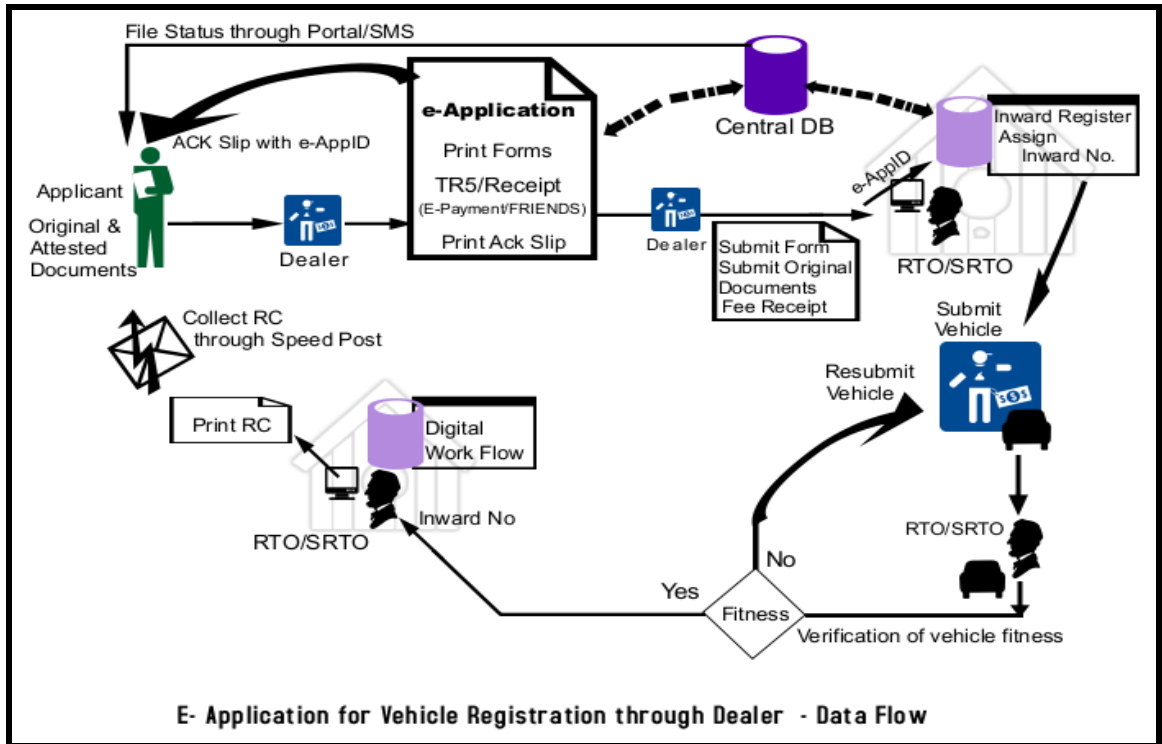 File Status through Portal/SMS
e-Application
Print Forms
TR5/Receipt
(E-Payment/FRIENDS)
Print Ack Slip
Central DB
Inward Register
Assign
Inward No.
ACK Slip with e-AppID
e-AppID
Applicant
Original &
Attested
Documents
Dealer
Dealer
Submit Form
Submit Original
Documents
Fee Receipt
RTO/SRTO
Submit
Vehicle
$$$
Collect RC
through Speed Post
Resubmit
Vehicle
Print RC
Digital
Work Flow
Inward No
RTO/SRTO
RTO/SRTO
No
Yes
Fitness
Verification of vehicle fitness
E- Application for Vehicle Registration through Dealer - Data Flow